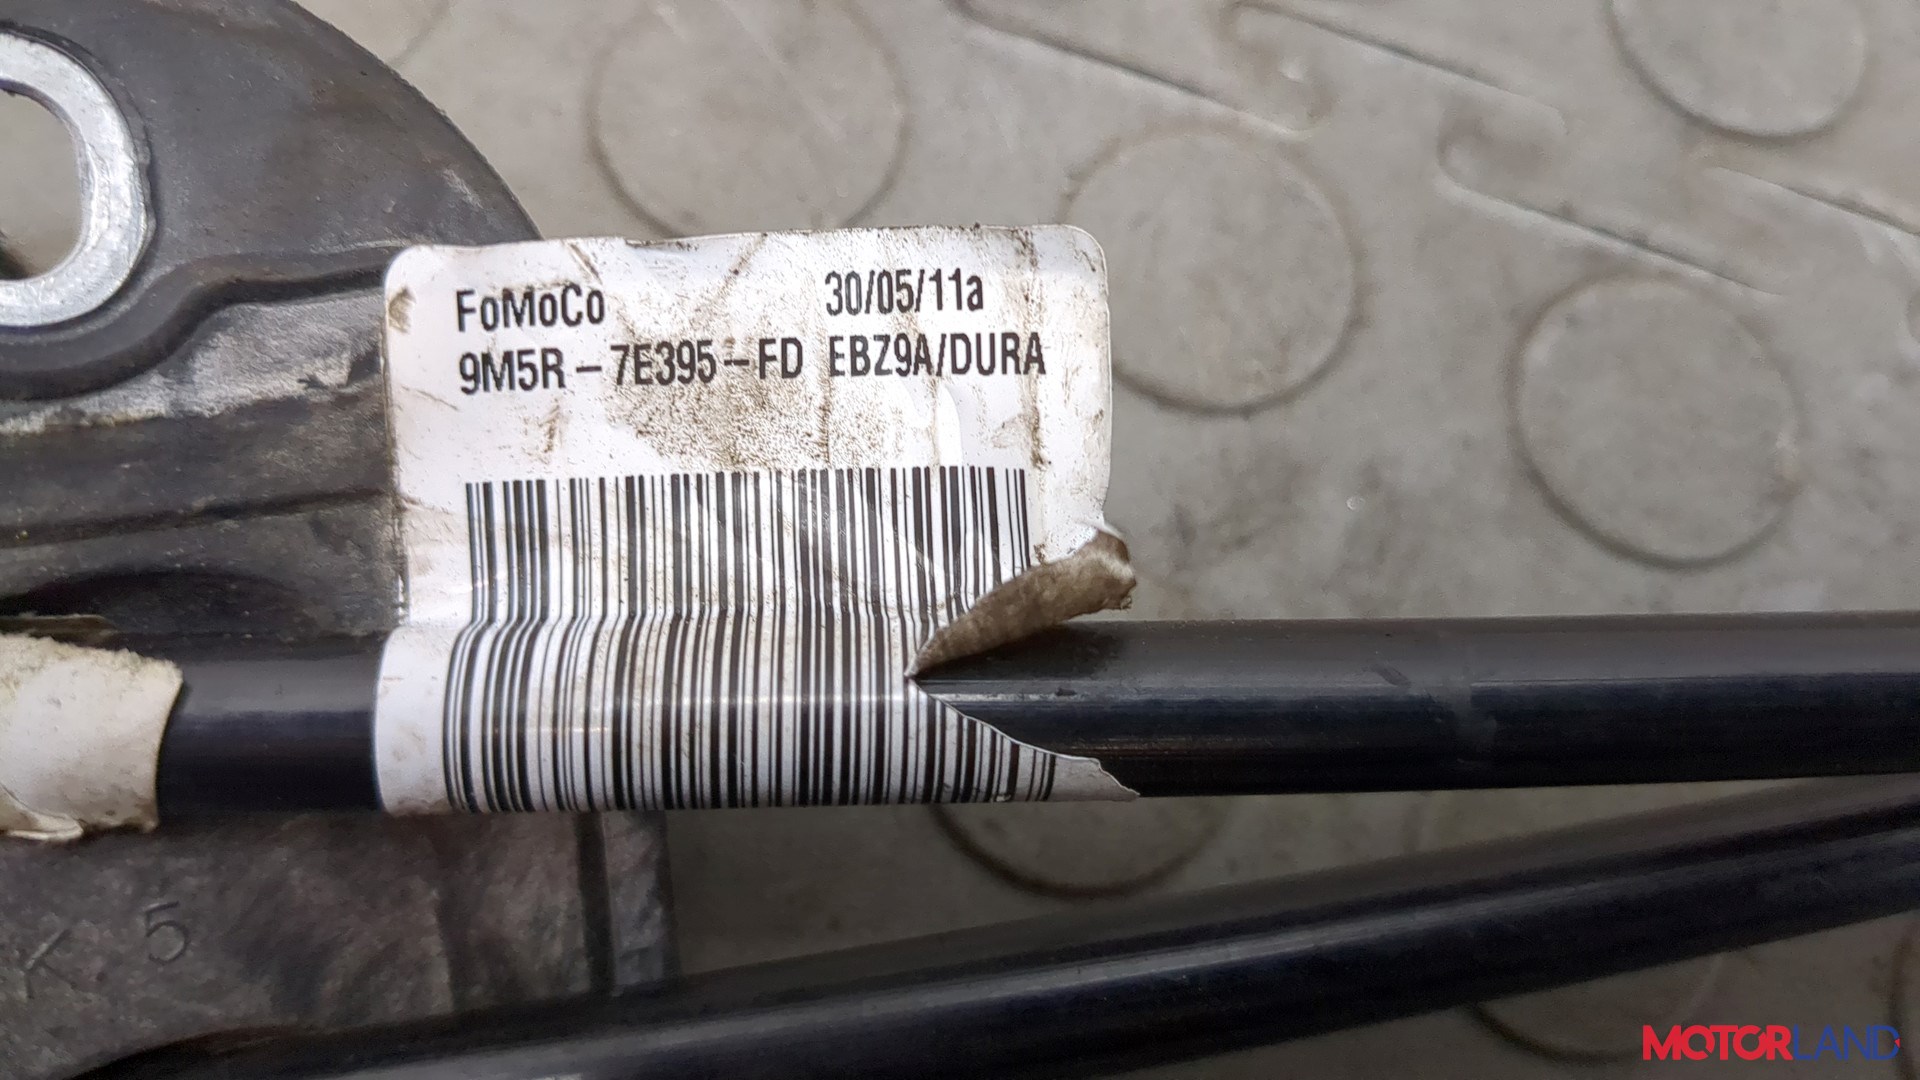 FoMoCo 30/05/11a
9M5R-7E395-FD EBZ9A/DURA
K 5
MOTORLAND